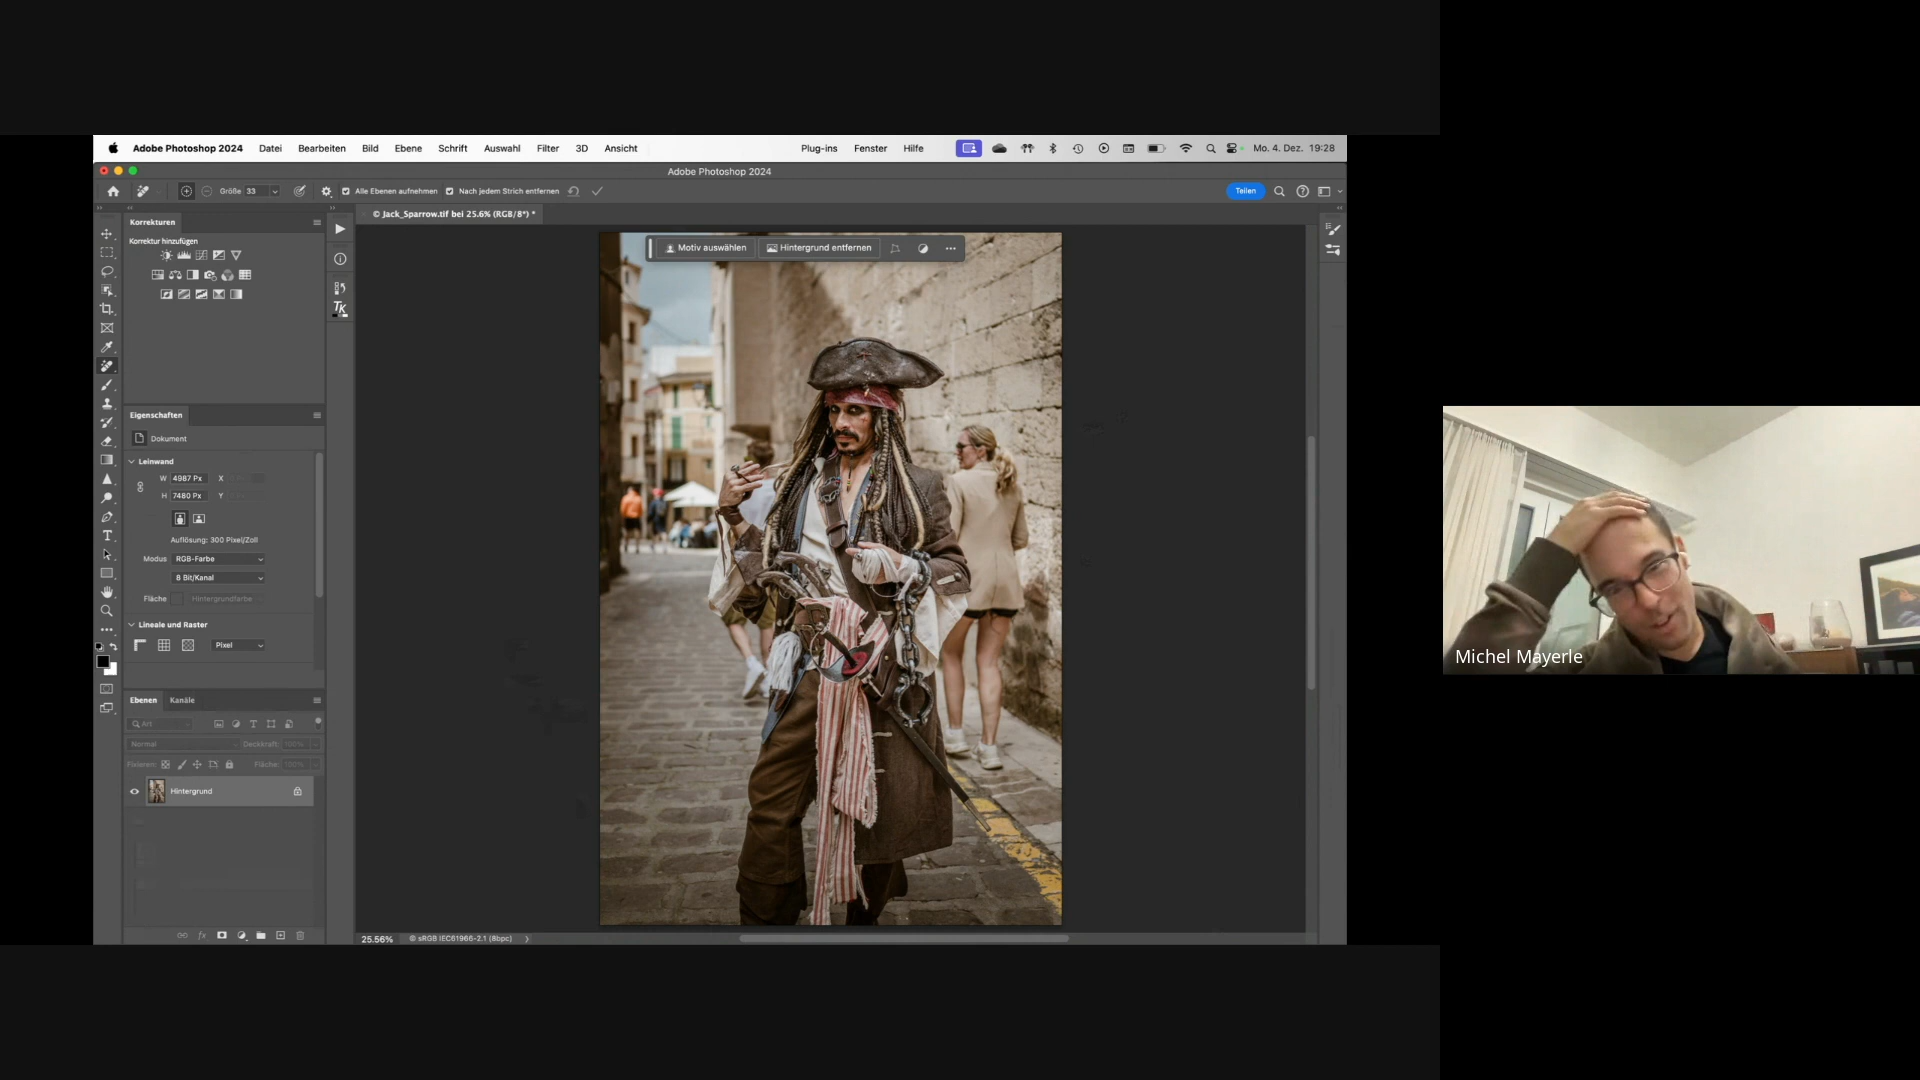 Adobe Photoshop 2024 Datei Bearbeiten Bild Ebene Schrift Auswahl Filter 3D Ansicht Plug-ins Fenster Hilfe Mo. 4. Dez. 19:28
Adobe Photoshop 2024
Größe 33 Alle Ebenen aufnehmen Nach jedem Strich entfernen Teilen
© Jack_Sparrow.tif bei 25.6% (RGB/8*) *
Korrekturen
Korrektur hinzufügen
Motiv auswählen Hintergrund entfernen
TK
Eigenschaften
Dokument
Leinwand
W 4987 Px X
H 7480 Px Y
Auflösung: 300 Pixel/Zoll
Modus RGB-Farbe
8 Bit/Kanal
Fläche Hintergrundfarbe
Lineale und Raster
Pixel
Ebenen Kanäle
Art
Normal Deckkraft: 100%
Fixieren: Fläche: 100%
Hintergrund
fx
25.56% sRGB IEC61966-2.1 (8bpc)
Michel Mayerle